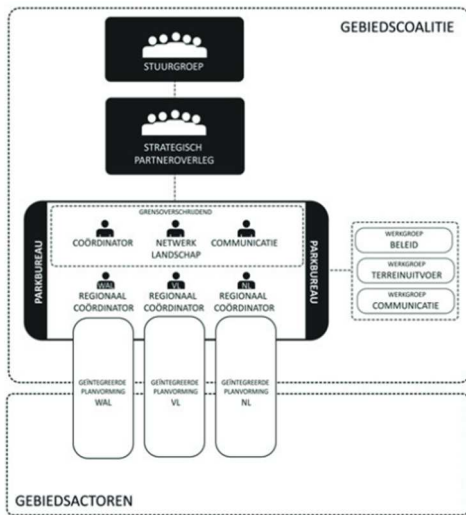 GEBIEDSCOALITIE
STUURGROEP
STRATEGISCH
PARTNEROVERLEG
PARKBUREAU
GRENSOVERSCHRIJDEND
COÖRDINATOR
NETWERK
LANDSCHAP
COMMUNICATIE
WAL
REGIONAAL
COÖRDINATOR
VL
REGIONAAL
COÖRDINATOR
NL
REGIONAAL
COÖRDINATOR
PARKBUREAU
WERKGROEP
BELEID
WERKGROEP
TERREINUITVOER
WERKGROEP
COMMUNICATIE
GEÏNTEGREERDE
PLANVORMING
WAL
GEÏNTEGREERDE
PLANVORMING
VL
GEÏNTEGREERDE
PLANVORMING
NL
GEBIEDSACTOREN